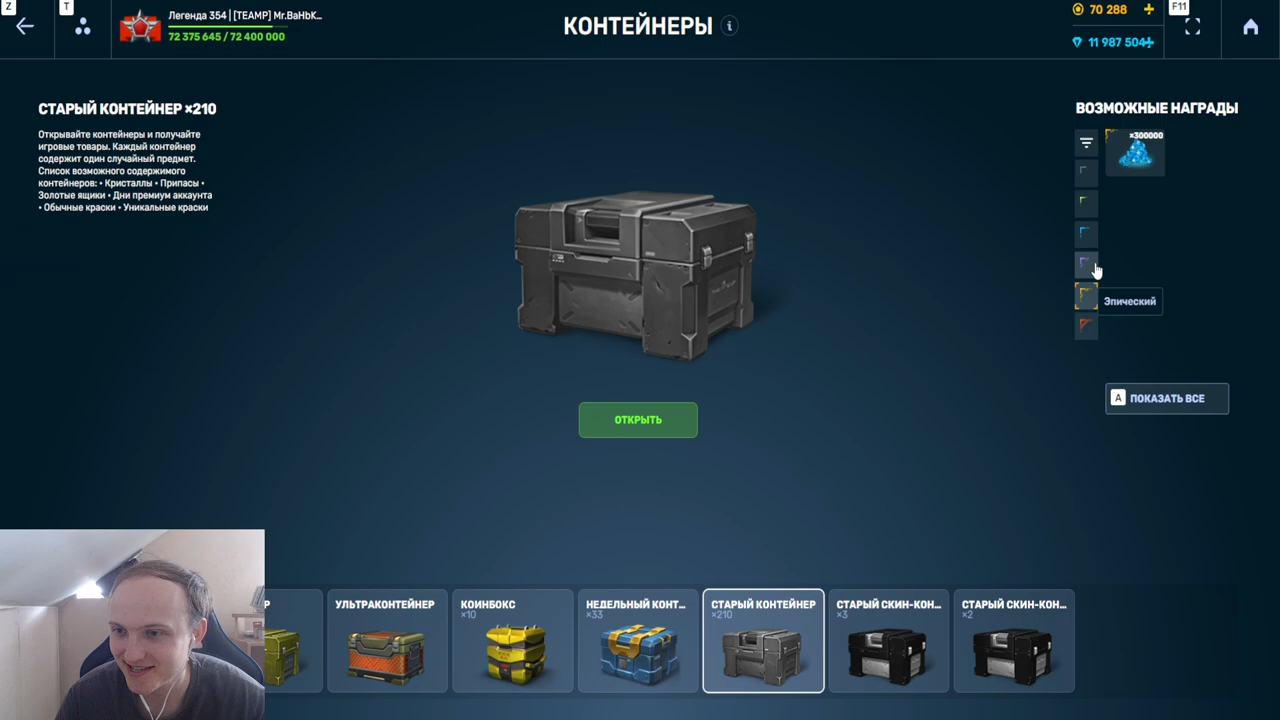 Z
T
Легенда 354 | [TEAMP] Mr.BaHbK...
72 375 645 / 72 400 000
КОНТЕЙНЕРЫ
70 288
11 987 504
F11
СТАРЫЙ КОНТЕЙНЕР ×210
Открывайте контейнеры и получайте
игровые товары. Каждый контейнер
содержит один случайный предмет.
Список возможного содержимого
контейнеров: • Кристаллы • Припасы •
Золотые ящики • Дни премиум аккаунта
• Обычные краски • Уникальные краски
ВОЗМОЖНЫЕ НАГРАДЫ
×300000
Эпический
A ПОКАЗАТЬ ВСЕ
ОТКРЫТЬ
Р
УЛЬТРАКОНТЕЙНЕР
КОИНБОКС
×10
НЕДЕЛЬНЫЙ КОНТ...
×33
СТАРЫЙ КОНТЕЙНЕР
×210
СТАРЫЙ СКИН-КОН...
×3
СТАРЫЙ СКИН-КОН...
×2